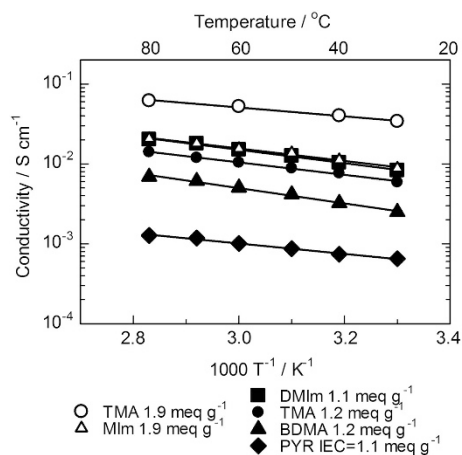 Temperature / °C
80 60 40 20
Conductivity / S cm⁻¹
10⁻¹
10⁻²
10⁻³
10⁻⁴
2.8 3.0 3.2 3.4
1000 T⁻¹ / K⁻¹
TMA 1.9 meq g⁻¹
MIm 1.9 meq g⁻¹
DMIm 1.1 meq g⁻¹
TMA 1.2 meq g⁻¹
BDMA 1.2 meq g⁻¹
PYR IEC=1.1 meq g⁻¹